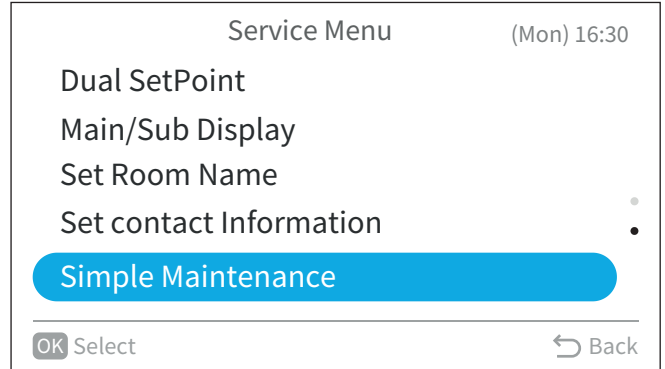 Service Menu (Mon) 16:30
Dual SetPoint
Main/Sub Display
Set Room Name
Set contact Information
Simple Maintenance
OK Select Back